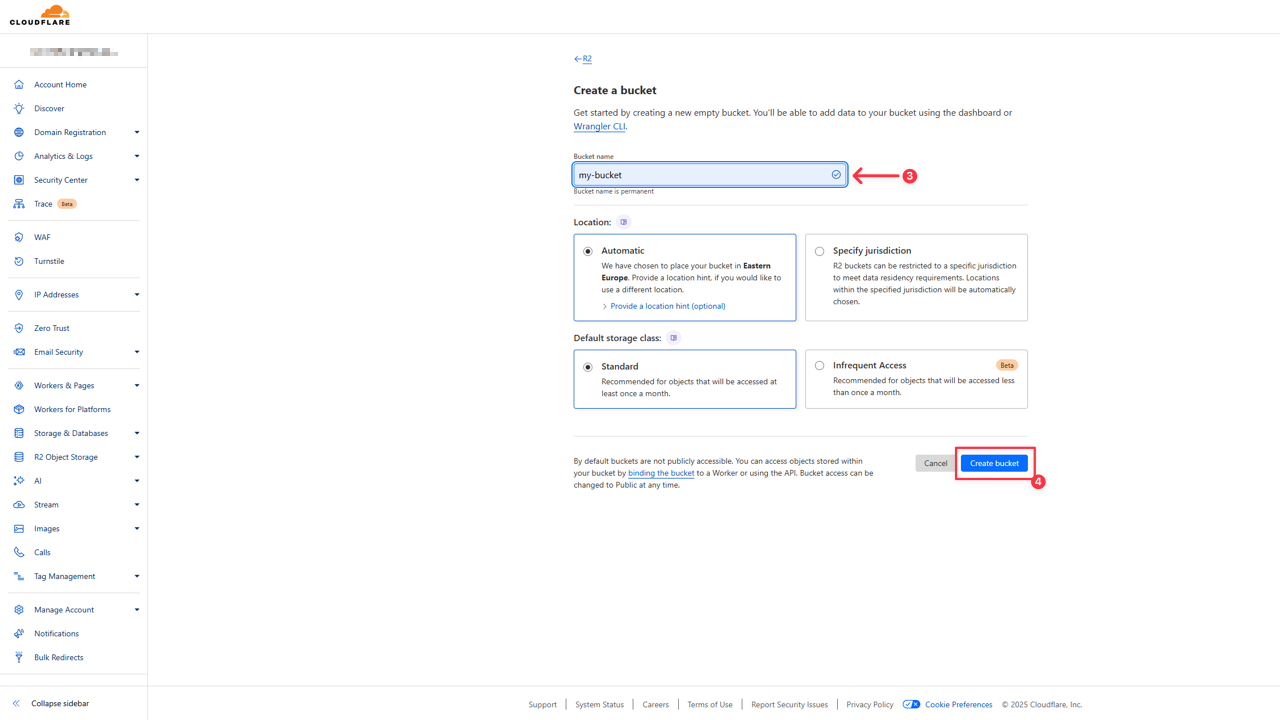 CLOUDFLARE
Account Home
Discover
Domain Registration
Analytics & Logs
Security Center
Trace Beta
WAF
Turnstile
IP Addresses
Zero Trust
Email Security
Workers & Pages
Workers for Platforms
Storage & Databases
R2 Object Storage
AI
Stream
Images
Calls
Tag Management
Manage Account
Notifications
Bulk Redirects
Collapse sidebar
R2
Create a bucket
Get started by creating a new empty bucket. You'll be able to add data to your bucket using the dashboard or
Wrangler CLI.
Bucket name
my-bucket
3
Bucket name is permanent
Location:
Automatic
We have chosen to place your bucket in Eastern
Europe. Provide a location hint, if you would like to
use a different location.
Provide a location hint (optional)
Specify jurisdiction
R2 buckets can be restricted to a specific jurisdiction
to meet data residency requirements. Locations
within the specified jurisdiction will be automatically
chosen.
Default storage class:
Standard
Recommended for objects that will be accessed at
least once a month.
Infrequent Access Beta
Recommended for objects that will be accessed less
than once a month.
By default buckets are not publicly accessible. You can access objects stored within
your bucket by binding the bucket to a Worker or using the API. Bucket access can be
changed to Public at any time.
Cancel
Create bucket
4
Support
System Status
Careers
Terms of Use
Report Security Issues
Privacy Policy
Cookie Preferences
© 2025 Cloudflare, Inc.